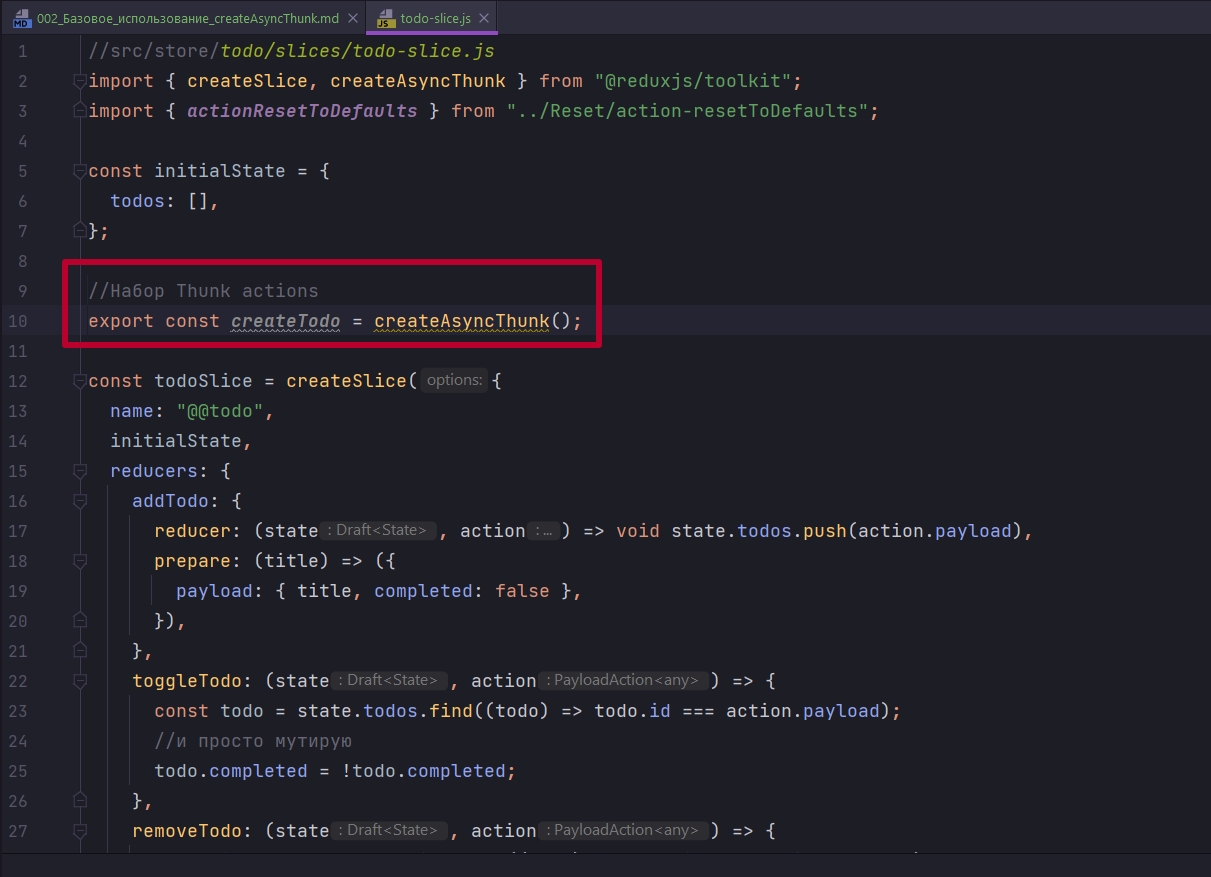 MD 002_Базовое_использование_createAsyncThunk.md × JS todo-slice.js ×
1 //src/store/todo/slices/todo-slice.js
2 import { createSlice, createAsyncThunk } from "@reduxjs/toolkit";
3 import { actionResetToDefaults } from "../Reset/action-resetToDefaults";
4
5 const initialState = {
6 todos: [],
7 };
8
9 //Набор Thunk actions
10 export const createTodo = createAsyncThunk();
11
12 const todoSlice = createSlice( options: {
13 name: "@@todo",
14 initialState,
15 reducers: {
16 addTodo: {
17 reducer: (state : Draft<State> , action : ... ) => void state.todos.push(action.payload),
18 prepare: (title) => ({
19 payload: { title, completed: false },
20 }),
21 },
22 toggleTodo: (state : Draft<State> , action : PayloadAction<any> ) => {
23 const todo = state.todos.find((todo) => todo.id === action.payload);
24 //и просто мутирую
25 todo.completed = !todo.completed;
26 },
27 removeTodo: (state : Draft<State> , action : PayloadAction<any> ) => {